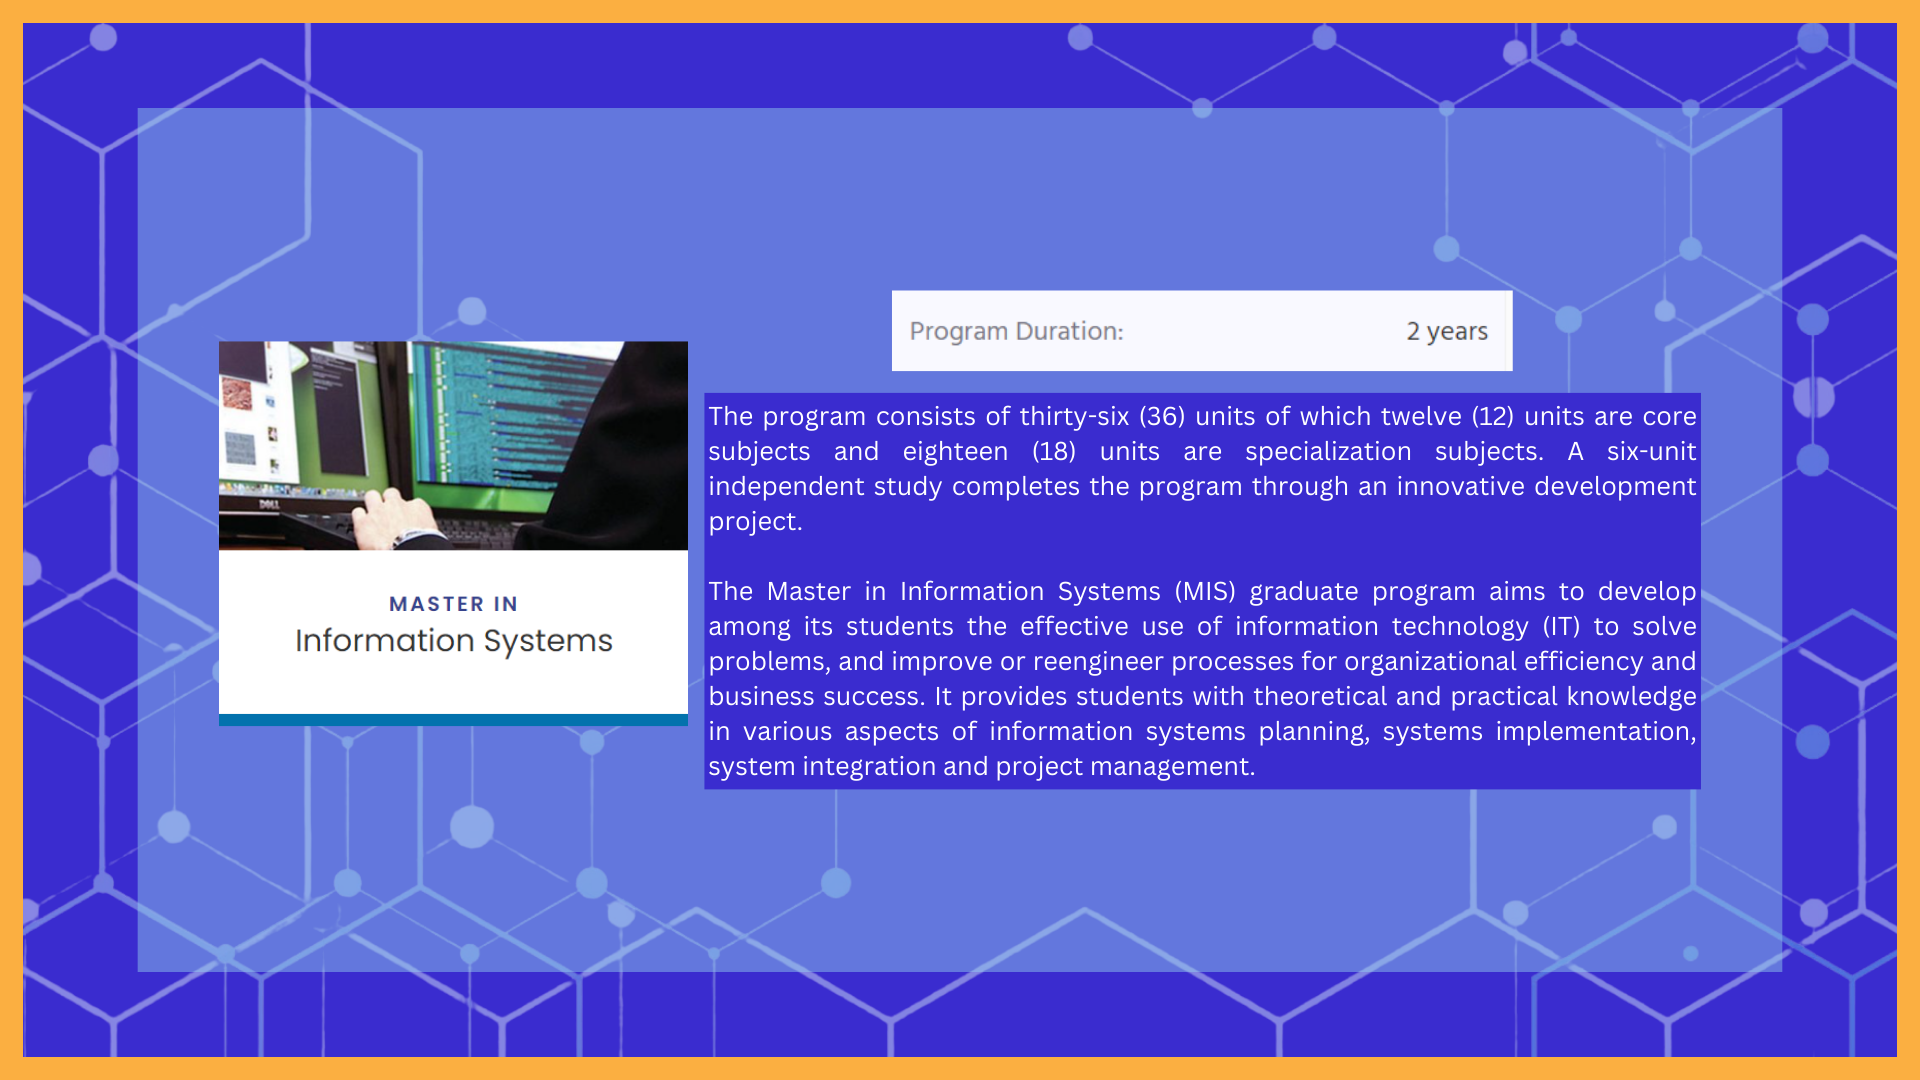 Program Duration: 2 years
DELL
MASTER IN
Information Systems
The program consists of thirty-six (36) units of which twelve (12) units are core
subjects and eighteen (18) units are specialization subjects. A six-unit
independent study completes the program through an innovative development
project.
The Master in Information Systems (MIS) graduate program aims to develop
among its students the effective use of information technology (IT) to solve
problems, and improve or reengineer processes for organizational efficiency and
business success. It provides students with theoretical and practical knowledge
in various aspects of information systems planning, systems implementation,
system integration and project management.